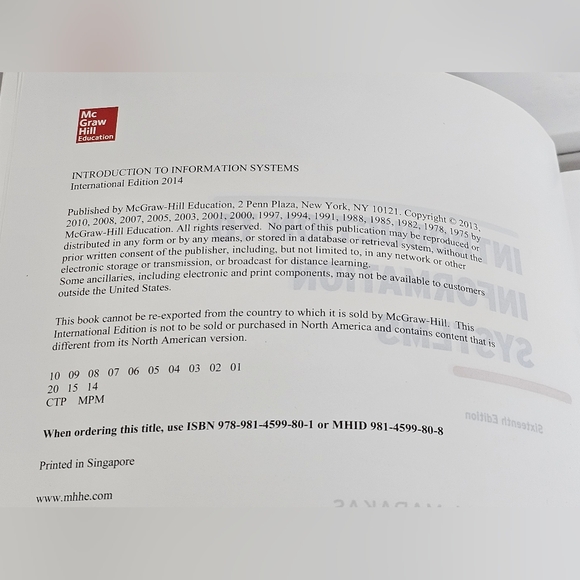 Mc
Graw
Hill
Education
INTRODUCTION TO INFORMATION SYSTEMS
International Edition 2014
Published by McGraw-Hill Education, 2 Penn Plaza, New York, NY 10121. Copyright © 2013,
2010, 2008, 2007, 2005, 2003, 2001, 2000, 1997, 1994, 1991, 1988, 1985, 1982, 1978, 1975 by
McGraw-Hill Education. All rights reserved. No part of this publication may be reproduced or
distributed in any form or by any means, or stored in a database or retrieval system, without the
prior written consent of the publisher, including, but not limited to, in any network or other
electronic storage or transmission, or broadcast for distance learning.
Some ancillaries, including electronic and print components, may not be available to customers
outside the United States.
This book cannot be re-exported from the country to which it is sold by McGraw-Hill. This
International Edition is not to be sold or purchased in North America and contains content that is
different from its North American version.
10 09 08 07 06 05 04 03 02 01
20 15 14
CTP MPM
When ordering this title, use ISBN 978-981-4599-80-1 or MHID 981-4599-80-8
Printed in Singapore
www.mhhe.com
INFORMATION
SYSTEMS
Sixteenth Edition